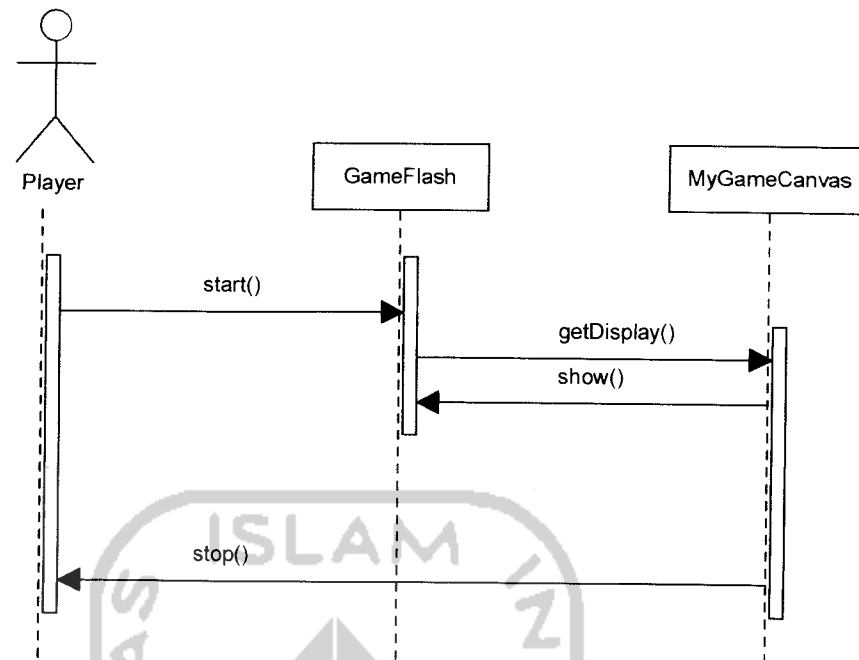 Player
GameFlash
MyGameCanvas
start()
getDisplay()
show()
stop()
ISLAM